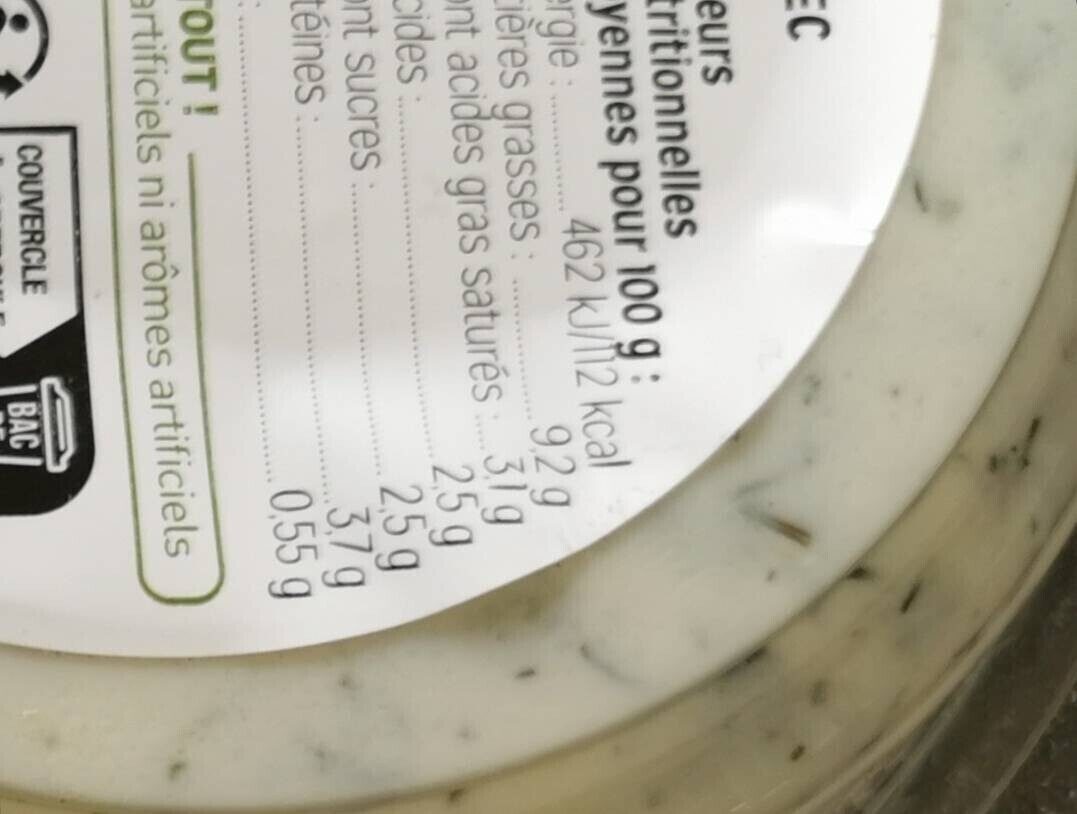 EC
eurs
tritionnelles
yennes pour 100 g :
ergie : ............ 462 kJ/112 kcal
ières grasses : ............ 9,2 g
ont acides gras saturés : .... 3,1 g
cides : ............ 2,5 g
ont sucres : ............ 2,5 g
téines : ............ 3,7 g
: ............ 0,55 g
TOUT !
artificiels ni arômes artificiels
COUVERCLE
BAC